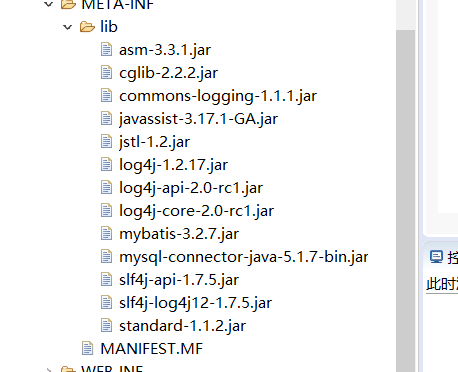 META-INF
lib
asm-3.3.1.jar
cglib-2.2.2.jar
commons-logging-1.1.1.jar
javassist-3.17.1-GA.jar
jstl-1.2.jar
log4j-1.2.17.jar
log4j-api-2.0-rc1.jar
log4j-core-2.0-rc1.jar
mybatis-3.2.7.jar
mysql-connector-java-5.1.7-bin.jar
slf4j-api-1.7.5.jar
slf4j-log4j12-1.7.5.jar
standard-1.1.2.jar
MANIFEST.MF
WEB-INF
控
此时